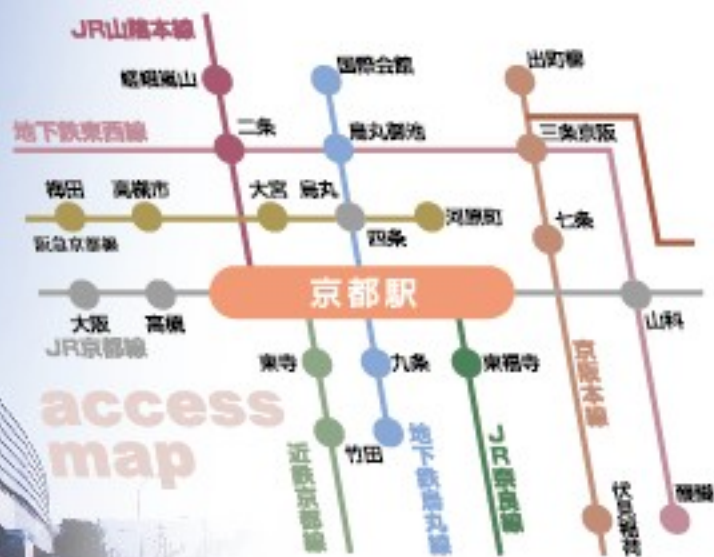 JR山陰本線
嵯峨嵐山
国際会館
出町柳
地下鉄東西線
二条
烏丸御池
三条京阪
梅田
高槻市
大宮
烏丸
河原町
四条
七条
阪急京都線
京都駅
大阪
高槻
山科
JR京都線
東寺
九条
東福寺
京阪本線
access
map
竹田
近鉄京都線
地下鉄烏丸線
JR奈良線
伏見稲荷
醍醐